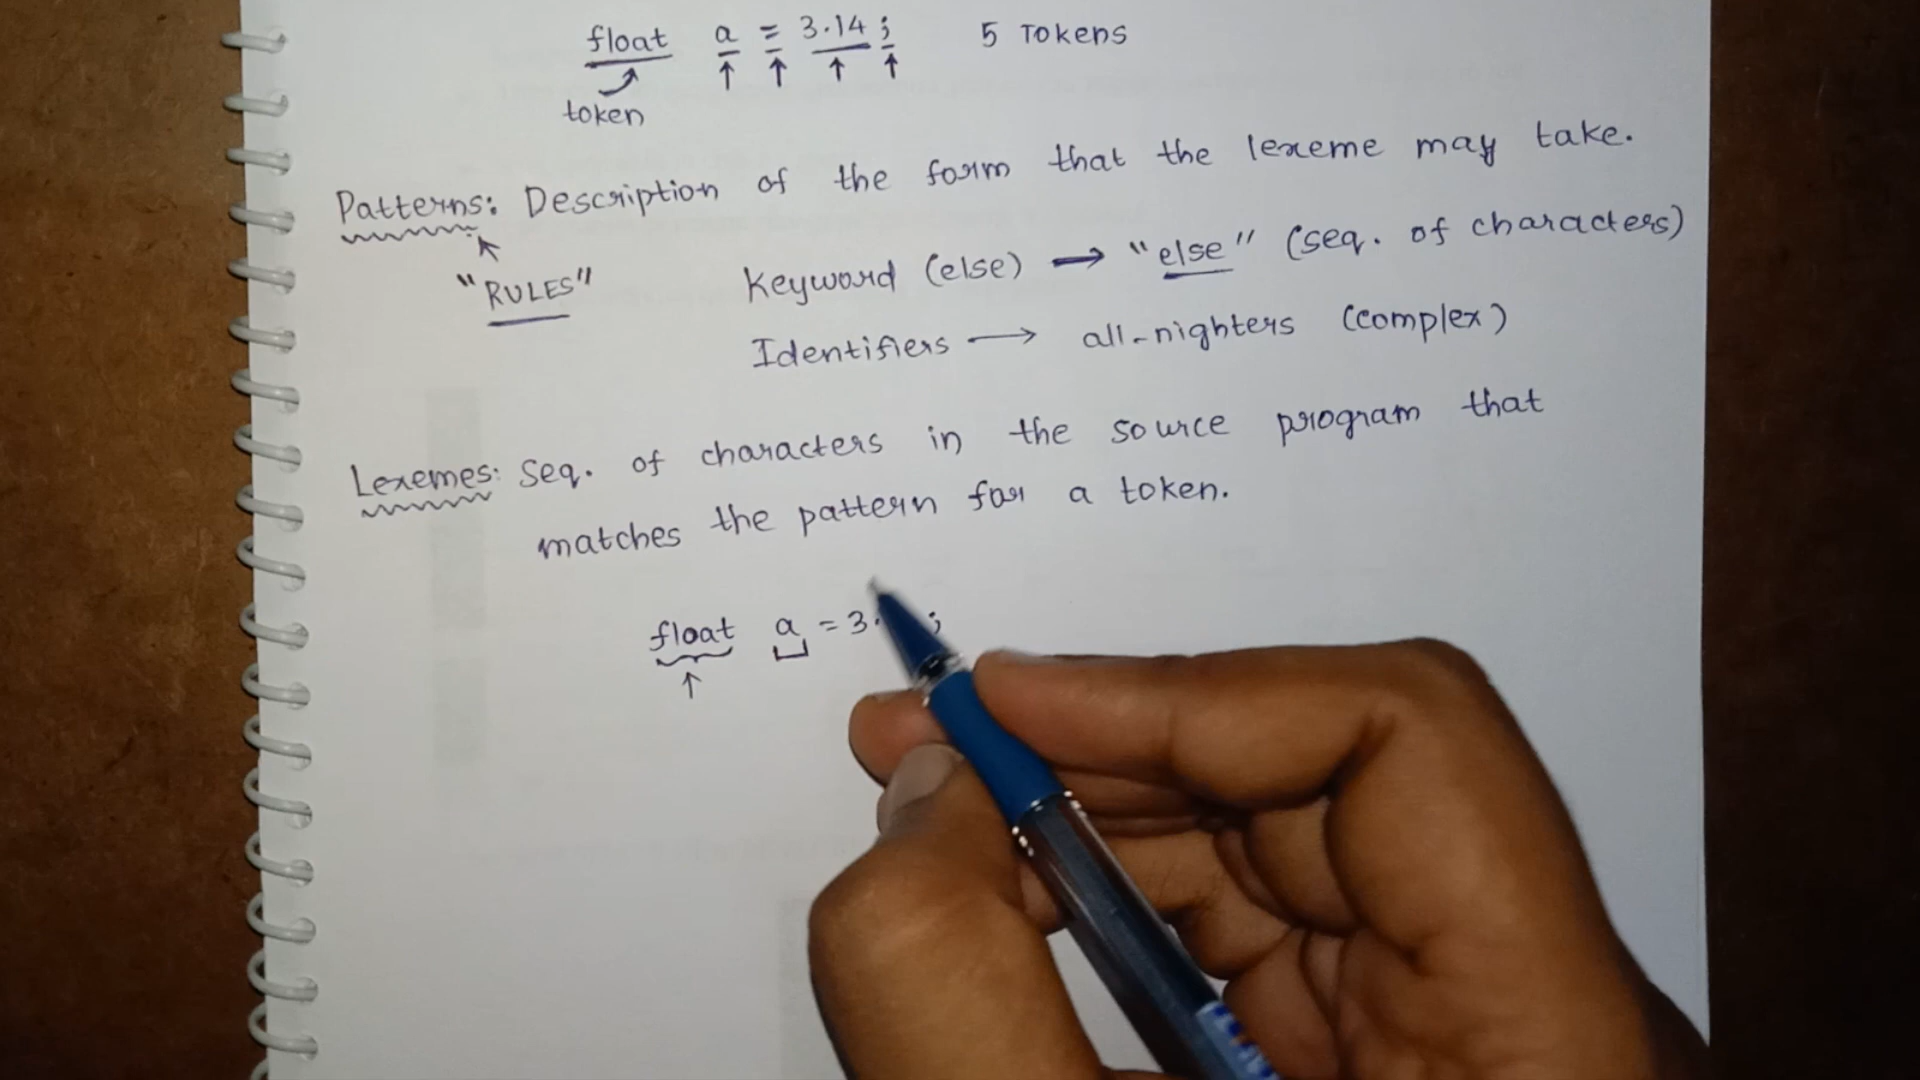 float a = 3.14 ; 5 Tokens
token
Patterns: Description of the form that the lexeme may take.
"RULES"
Keyword (else) → "else" (seq. of characters)
Identifiers → all-nighters (complex)
Lexemes: Seq. of characters in the source program that
matches the pattern for a token.
float a = 3. ;